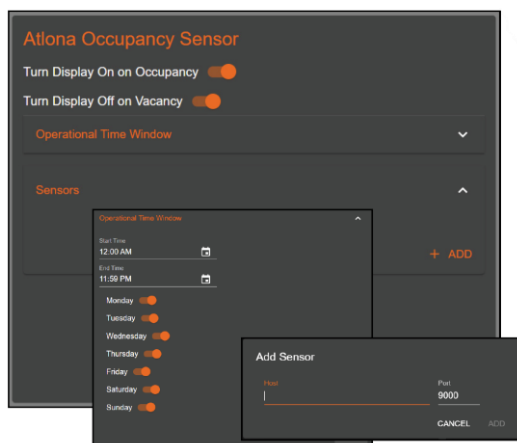 Atlona Occupancy Sensor
Turn Display On on Occupancy
Turn Display Off on Vacancy
Operational Time Window
Sensors
+ ADD
Operational Time Window
Start Time
12:00 AM
End Time
11:59 PM
Monday
Tuesday
Wednesday
Thursday
Friday
Saturday
Sunday
Add Sensor
Host Port
9000
CANCEL ADD